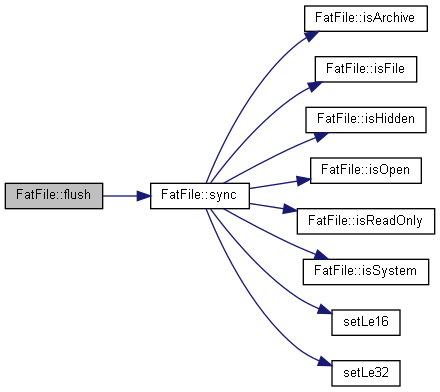 FatFile::flush
FatFile::sync
FatFile::isArchive
FatFile::isFile
FatFile::isHidden
FatFile::isOpen
FatFile::isReadOnly
FatFile::isSystem
setLe16
setLe32